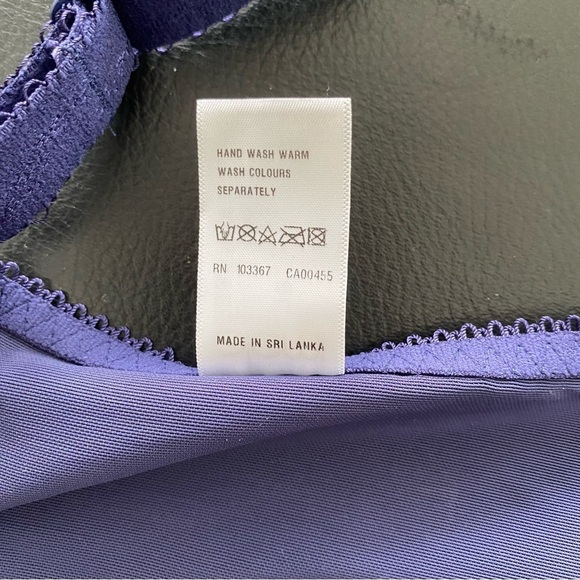 HAND WASH WARM
WASH COLOURS
SEPARATELY
RN 103367 CA00455
MADE IN SRI LANKA